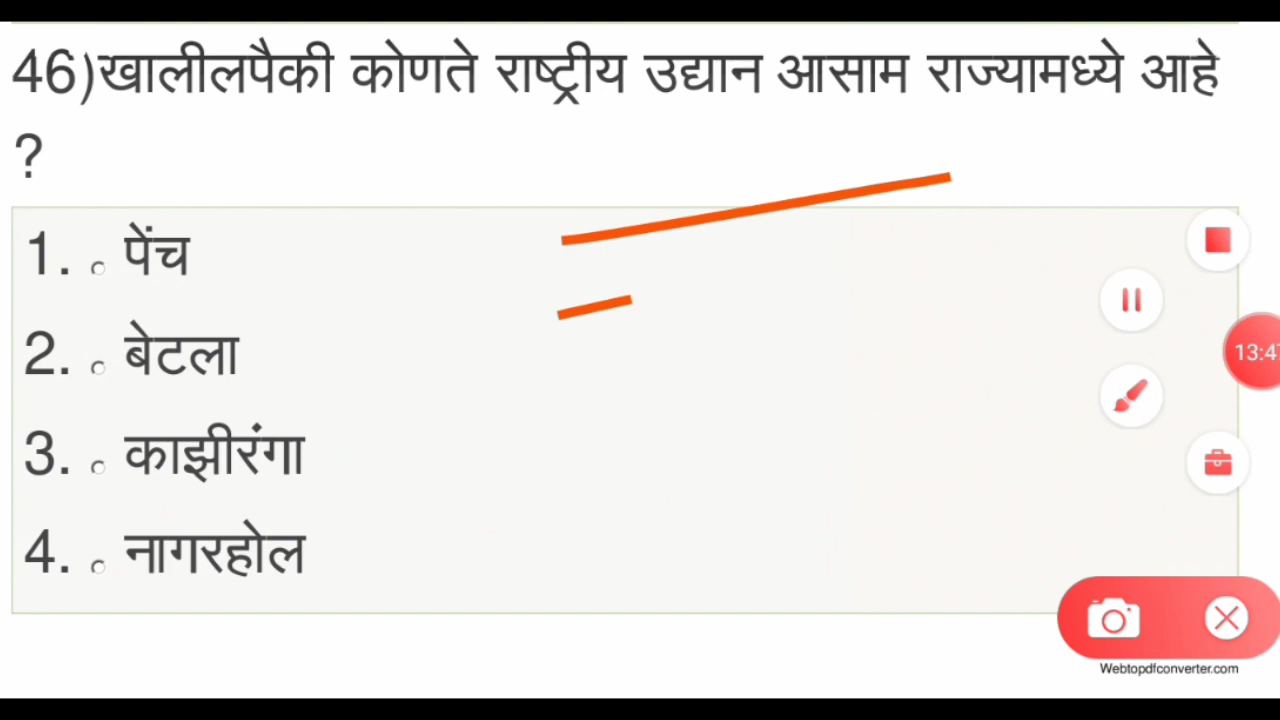 46)खालीलपैकी कोणते राष्ट्रीय उद्यान आसाम राज्यामध्ये आहे
?
1. पेंच
2. बेटला
3. काझीरंगा
4. नागरहोल
13:47
Webtopdfconverter.com